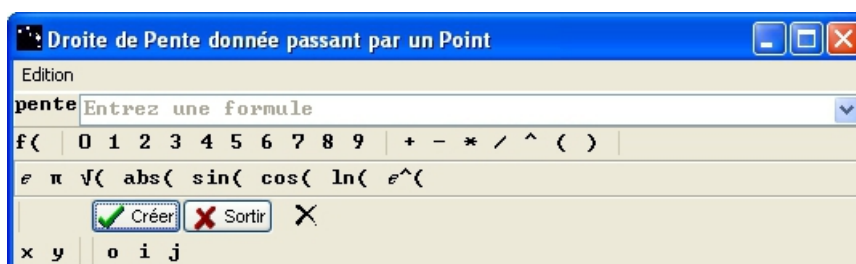 Droite de Pente donnée passant par un Point
Edition
pente Entrez une formule
f( 0 1 2 3 4 5 6 7 8 9 + - * / ^ ( )
e π √( abs( sin( cos( ln( e^(
Créer Sortir
x y o i j